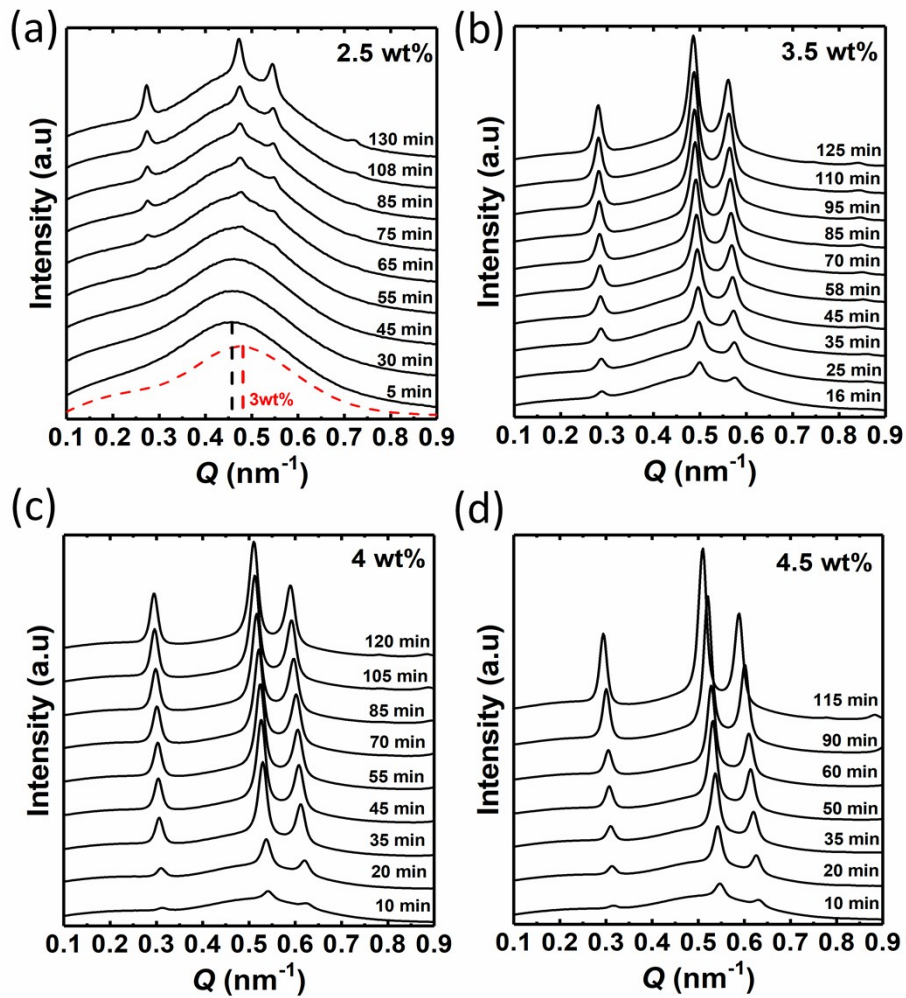 (a)
2.5 wt%
Intensity (a.u)
130 min
108 min
85 min
75 min
65 min
55 min
45 min
30 min
5 min
3wt%
0.1 0.2 0.3 0.4 0.5 0.6 0.7 0.8 0.9
Q (nm⁻¹)
(b)
3.5 wt%
Intensity (a.u)
125 min
110 min
95 min
85 min
70 min
58 min
45 min
35 min
25 min
16 min
0.1 0.2 0.3 0.4 0.5 0.6 0.7 0.8 0.9
Q (nm⁻¹)
(c)
4 wt%
Intensity (a.u)
120 min
105 min
85 min
70 min
55 min
45 min
35 min
20 min
10 min
0.1 0.2 0.3 0.4 0.5 0.6 0.7 0.8 0.9
Q (nm⁻¹)
(d)
4.5 wt%
Intensity (a.u)
115 min
90 min
60 min
50 min
35 min
20 min
10 min
0.1 0.2 0.3 0.4 0.5 0.6 0.7 0.8 0.9
Q (nm⁻¹)